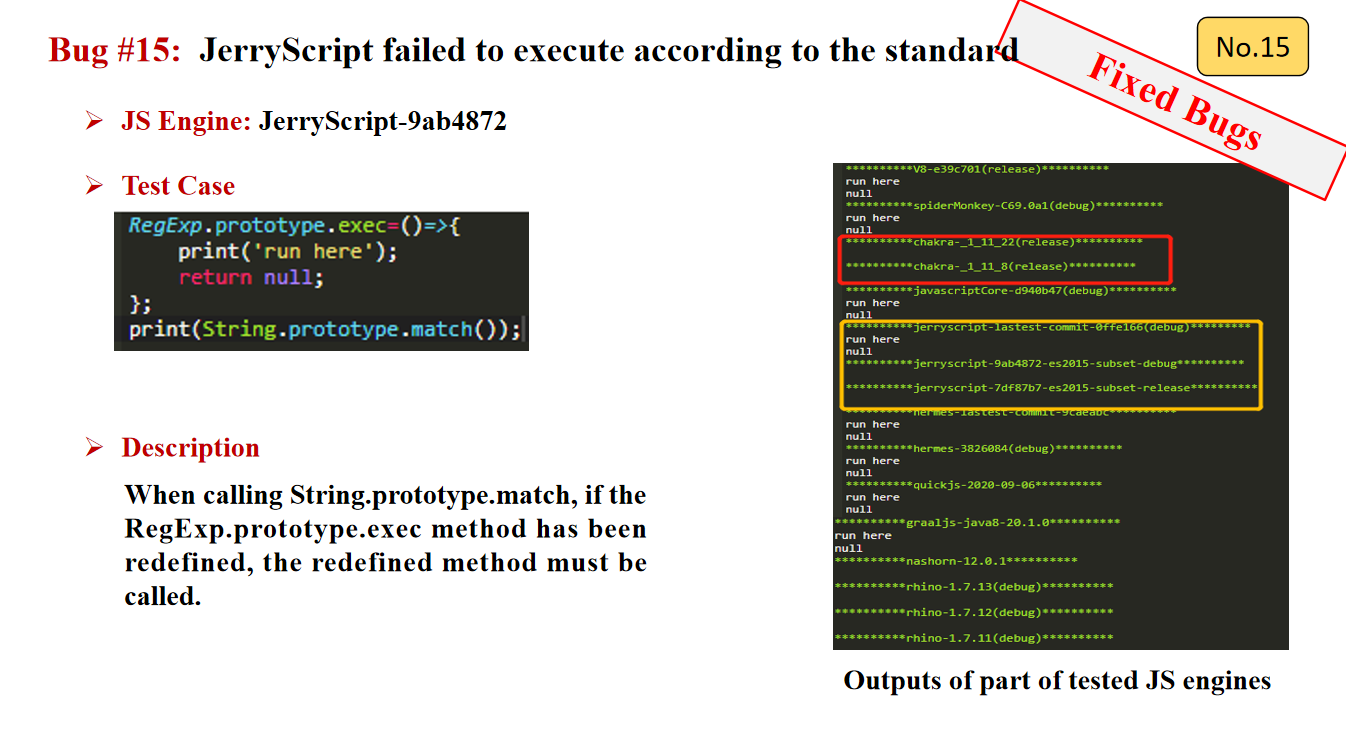 Bug #15: JerryScript failed to execute according to the standard
No.15
Fixed Bugs
JS Engine: JerryScript-9ab4872
Test Case
RegExp.prototype.exec=()=>{
print('run here');
return null;
};
print(String.prototype.match());
Description
When calling String.prototype.match, if the
RegExp.prototype.exec method has been
redefined, the redefined method must be
called.
**********V8-e39c701(release)**********
run here
null
**********spiderMonkey-C69.0a1(debug)**********
run here
null
**********chakra-_1_11_22(release)**********
**********chakra-_1_11_8(release)**********
**********javascriptCore-d940b47(debug)**********
run here
null
**********jerryscript-lastest-commit-0ffe166(debug)*********
run here
null
**********jerryscript-9ab4872-es2015-subset-debug**********
**********jerryscript-7df87b7-es2015-subset-release**********
**********hermes-lastest-commit-9caeabc**********
run here
null
**********hermes-3826084(debug)**********
run here
null
**********quickjs-2020-09-06**********
run here
null
**********graaljs-java8-20.1.0**********
run here
null
**********nashorn-12.0.1**********
**********rhino-1.7.13(debug)**********
**********rhino-1.7.12(debug)**********
**********rhino-1.7.11(debug)**********
Outputs of part of tested JS engines